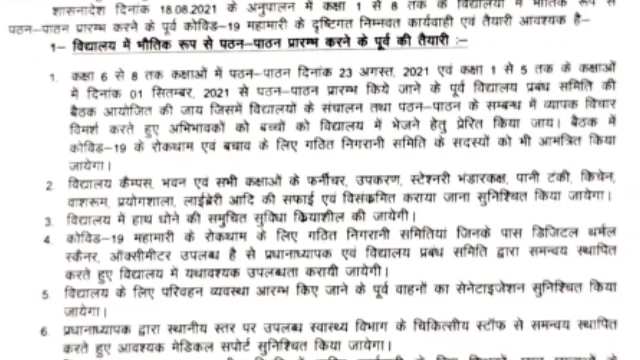 शासनादेश दिनांक 18.08.2021 के अनुपालन में कक्षा 1 से 8 तक के विद्यालयों में भौतिक रूप से
पठन-पाठन प्रारम्भ करने के पूर्व कोविड-19 महामारी के दृष्टिगत निम्नवत कार्यवाही एवं तैयारी आवश्यक है-
1- विद्यालय में भौतिक रूप से पठन-पाठन प्रारम्भ करने के पूर्व की तैयारी :-
1. कक्षा 6 से 8 तक कक्षाओं में पठन-पाठन दिनांक 23 अगस्त, 2021 एवं कक्षा 1 से 5 तक के कक्षाओं
में दिनांक 01 सितम्बर, 2021 से पठन-पाठन प्रारम्भ किये जाने के पूर्व विद्यालय प्रबंध समिति की
बैठक आयोजित की जाय जिसमें विद्यालयों के संचालन तथा पठन-पाठन के सम्बन्ध में व्यापक विचार
विमर्श करते हुए अभिभावकों को बच्चों को विद्यालय में भेजने हेतु प्रेरित किया जाय। बैठक में
कोविड-19 के रोकथाम एवं बचाव के लिए गठित निगरानी समिति के सदस्यों को भी आमत्रित किया
जायेगा।
2. विद्यालय कैम्पस, भवन एवं सभी कक्षाओं के फर्नीचर, उपकरण, स्टेशनरी भंडारकक्ष, पानी टंकी, किचेन,
वाशरूम, प्रयोगशाला, लाईब्रेरी आदि की सफाई एवं विसंक्रमित कराया जाना सुनिश्चित किया जायेगा।
3. विद्यालय में हाथ धोने की समुचित सुविधा क्रियाशील की जायेगी।
4. कोविड-19 महामारी के रोकथाम के लिए गठित निगरानी समितियां जिनके पास डिजिटल थर्मल
स्कैनर, ऑक्सीमीटर उपलब्ध है से प्रधानाध्यापक एवं विद्यालय प्रबंध समिति द्वारा समन्वय स्थापित
करते हुए विद्यालय में यथावश्यक उपलब्धता करायी जायेगी।
5. विद्यालय के लिए परिवहन व्यवस्था आरम्भ किए जाने के पूर्व वाहनों का सेनेटाइजेशन सुनिश्चित किया
जायेगा।
6. प्रधानाध्यापक द्वारा स्थानीय स्तर पर उपलब्ध स्वास्थ्य विभाग के चिकित्सीय स्टॉफ से समन्वय स्थापित
करते हुए आवश्यक मेडिकल सपोर्ट सुनिश्चित किया जायेगा।